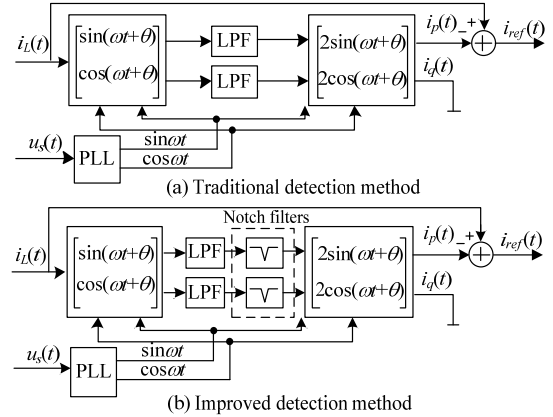 i_L(t)
sin(ωt+θ)
cos(ωt+θ)
LPF
LPF
2sin(ωt+θ)
2cos(ωt+θ)
i_p(t)
− +
i_ref(t)
i_q(t)
u_s(t)
PLL
sinωt
cosωt
(a) Traditional detection method
Notch filters
i_L(t)
sin(ωt+θ)
cos(ωt+θ)
LPF
LPF
2sin(ωt+θ)
2cos(ωt+θ)
i_p(t)
− +
i_ref(t)
i_q(t)
u_s(t)
PLL
sinωt
cosωt
(b) Improved detection method